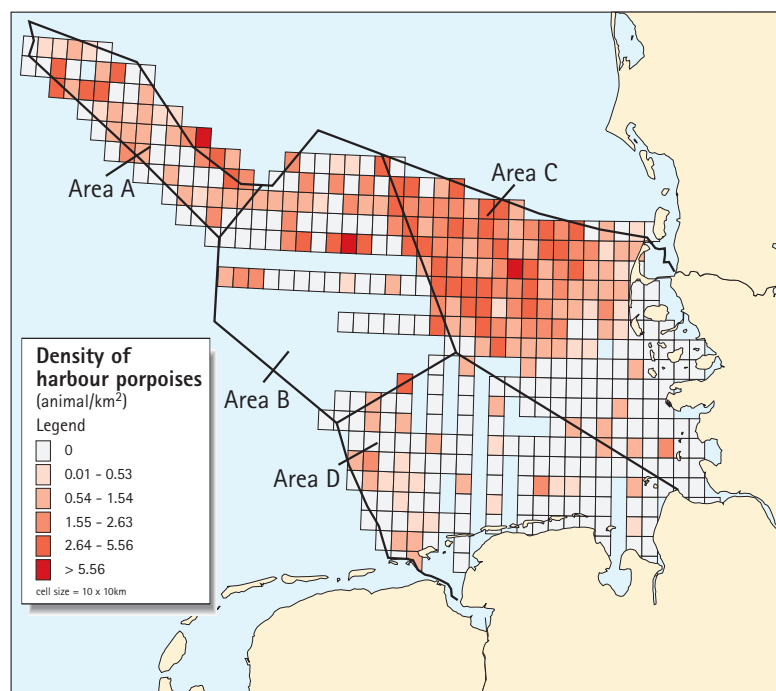 Area A
Area C
Area B
Area D
Density of
harbour porpoises
(animal/km²)
Legend
0
0.01 - 0.53
0.54 - 1.54
1.55 - 2.63
2.64 - 5.56
> 5.56
cell size = 10 x 10km